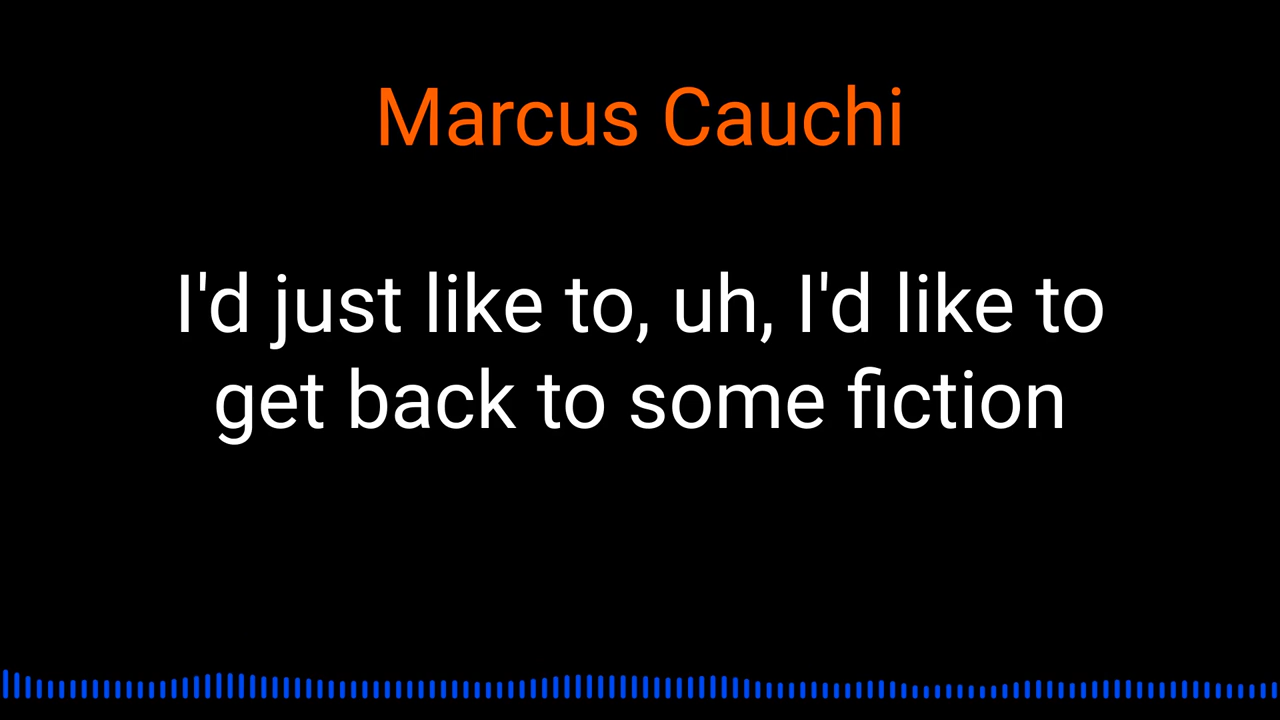 Marcus Cauchi
I'd just like to, uh, I'd like to
get back to some fiction